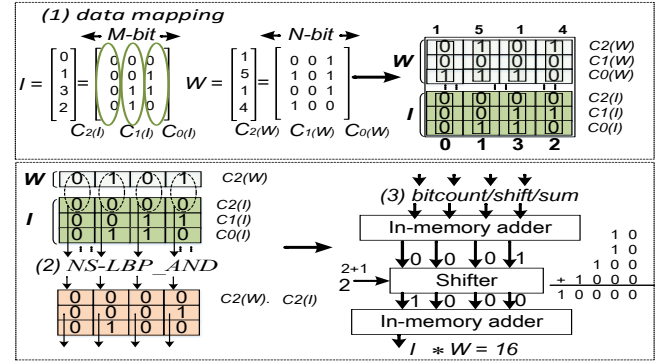 (1) data mapping
M-bit
N-bit
I = [0 1 3 2] = [0 0 0
0 0 1
0 1 1
0 1 0]
W = [1 5 1 4] = [0 0 1
1 0 1
0 0 1
1 0 0]
C2(I) C1(I) C0(I)
C2(W) C1(W) C0(W)
1 5 1 4
W
0 1 0 1 C2(W)
0 0 0 0 C1(W)
1 1 1 0 C0(W)
I
0 0 0 0 C2(I)
0 0 1 1 C1(I)
0 1 1 0 C0(I)
0 1 3 2
W 0 1 0 1 C2(W)
I
0 0 0 0 C2(I)
0 0 1 1 C1(I)
0 1 1 0 C0(I)
(2) NS-LBP_AND
0 0 0 0 C2(W). C2(I)
0 0 0 1
0 1 0 0
(3) bitcount/shift/sum
In-memory adder
0 0 0 1
2 2+1
Shifter
1 0 0 0
In-memory adder
I * W = 16
1 0
1 0
1 0 0
+ 1 0 0 0
1 0 0 0 0